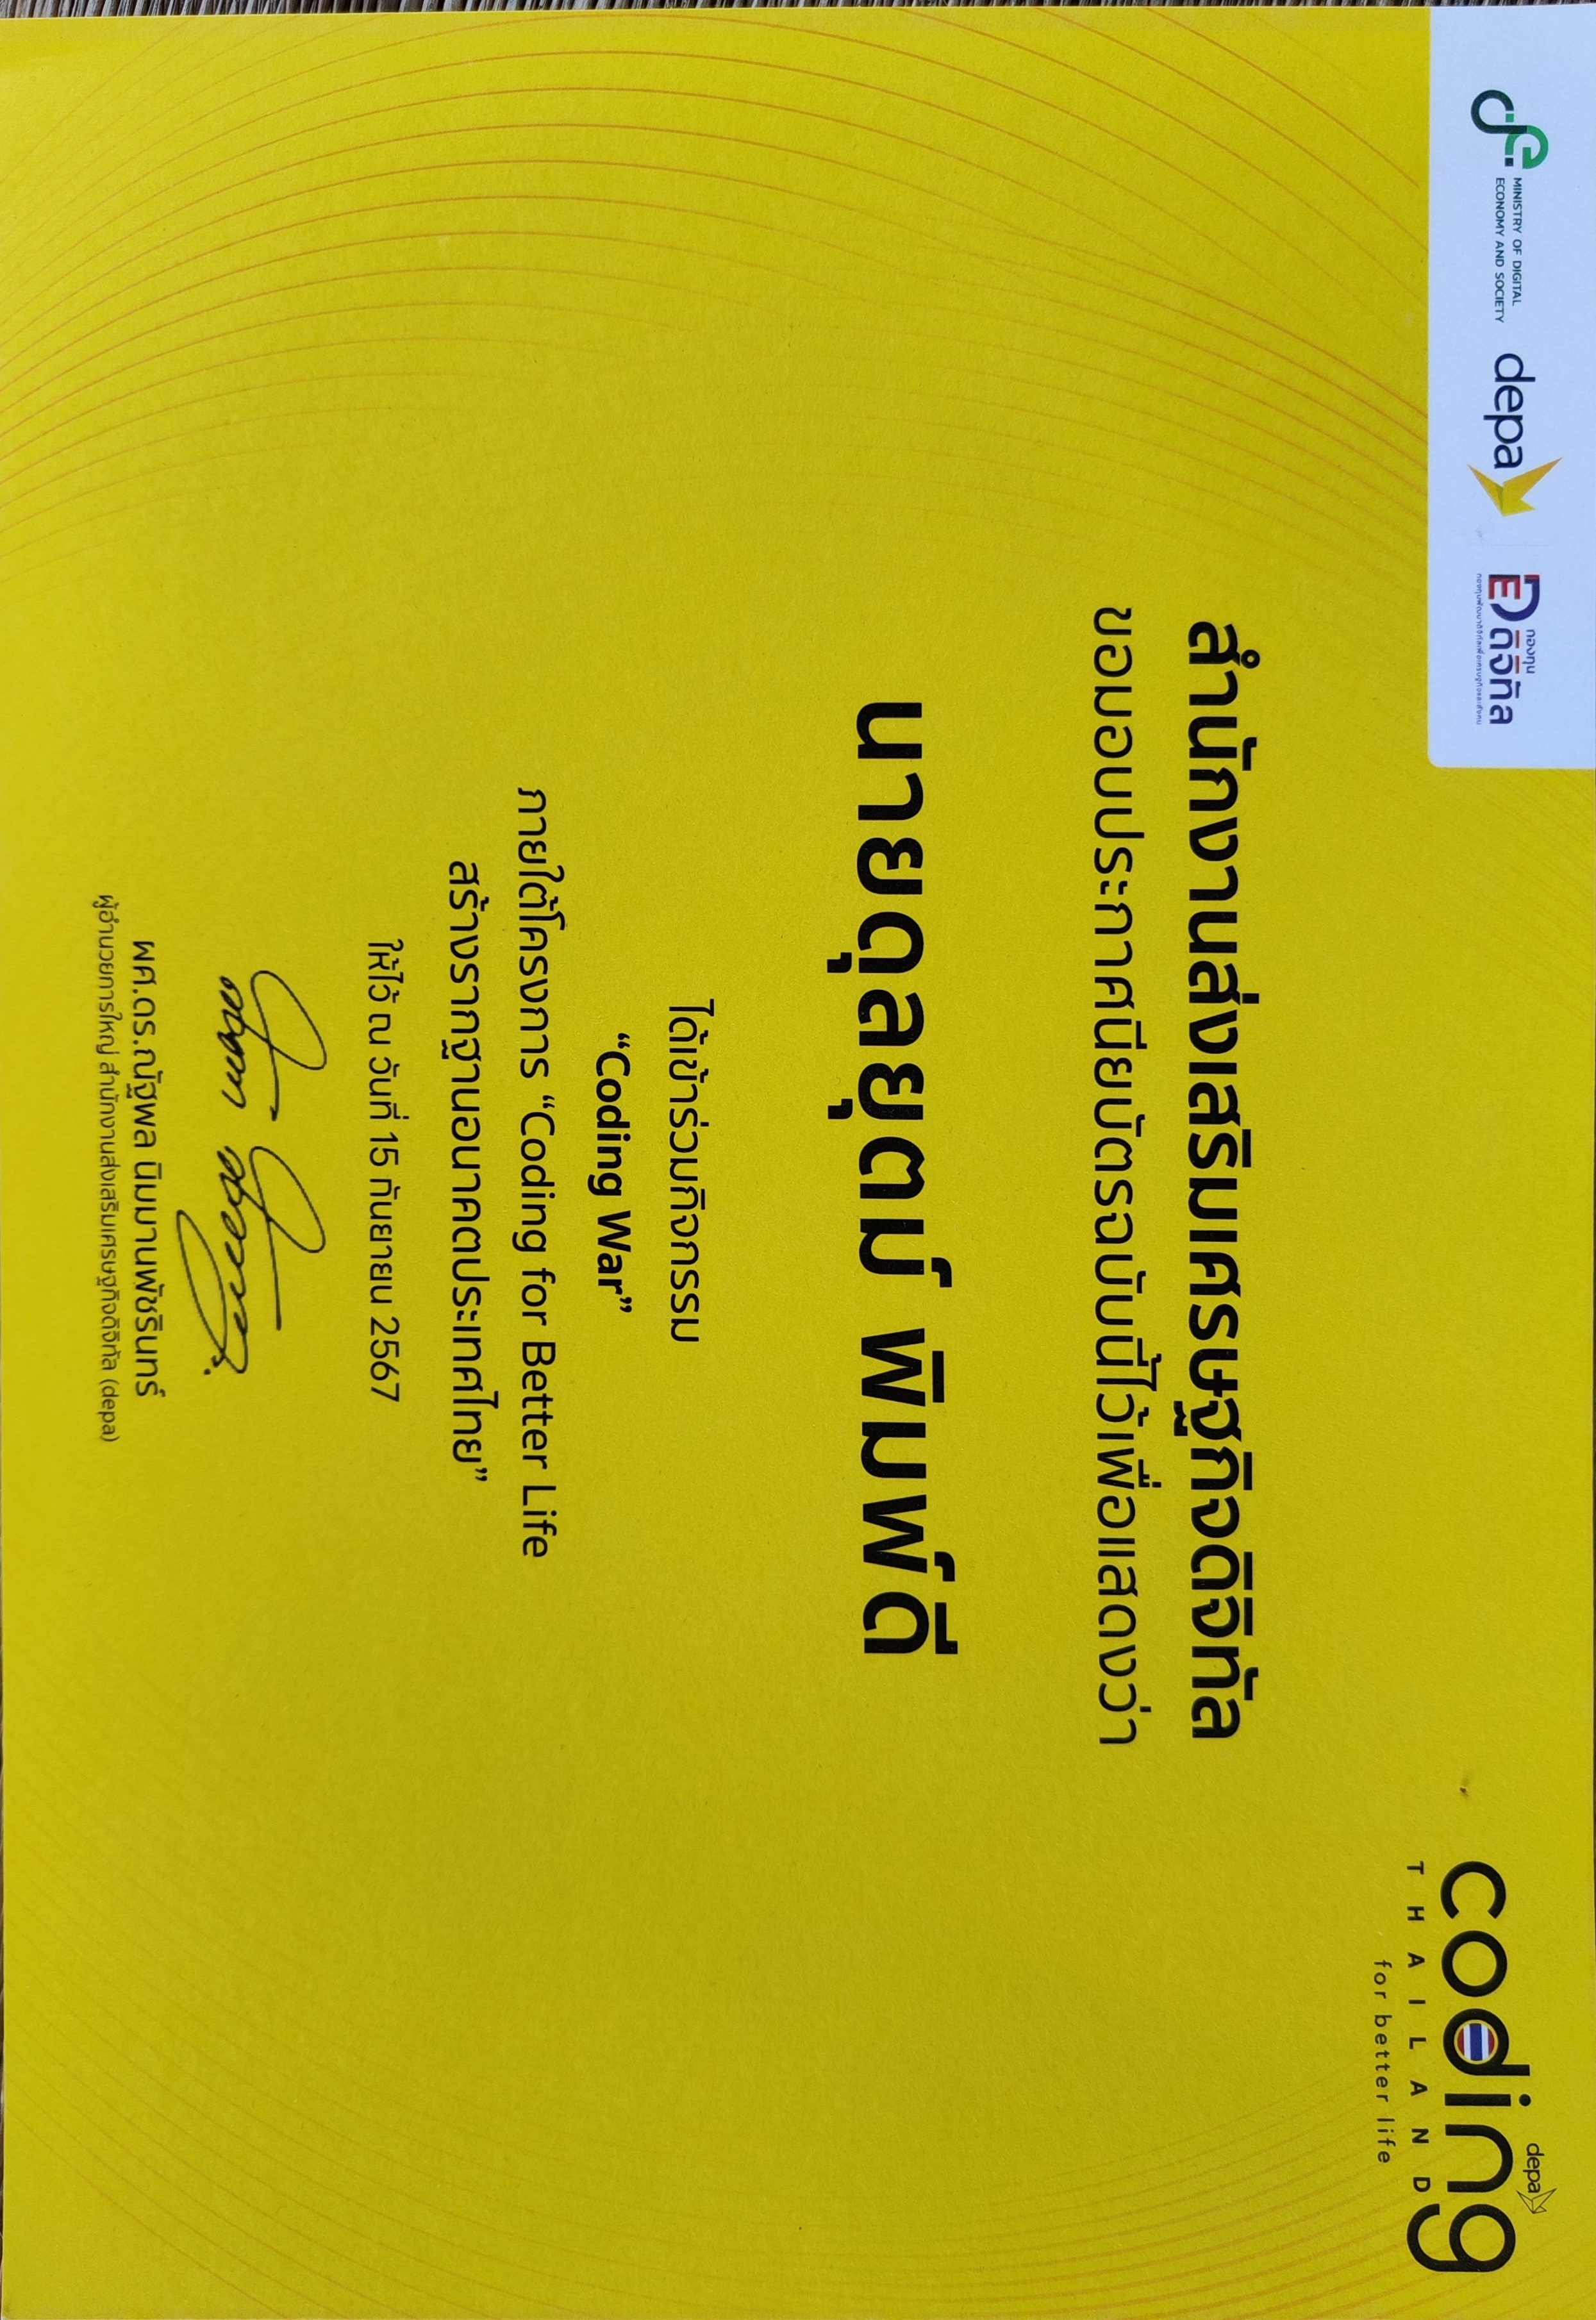 MINISTRY OF DIGITAL
ECONOMY AND SOCIETY
depa
กองทุน
ดิจิทัล
กองทุนพัฒนาดิจิทัลเพื่อเศรษฐกิจและสังคม
depa
coding
THAILAND
for better life
สำนักงานส่งเสริมเศรษฐกิจดิจิทัล
ขอมอบประกาศนียบัตรฉบับนี้ไว้เพื่อแสดงว่า
นายดุลยุตม์ พิมพ์ดี
ได้เข้าร่วมกิจกรรม
“Coding War”
ภายใต้โครงการ “Coding for Better Life
สร้างรากฐานอนาคตประเทศไทย”
ให้ไว้ ณ วันที่ 15 กันยายน 2567
ผศ.ดร.ณัฐพล นิมมานพัชรินทร์
ผู้อำนวยการใหญ่ สำนักงานส่งเสริมเศรษฐกิจดิจิทัล (depa)